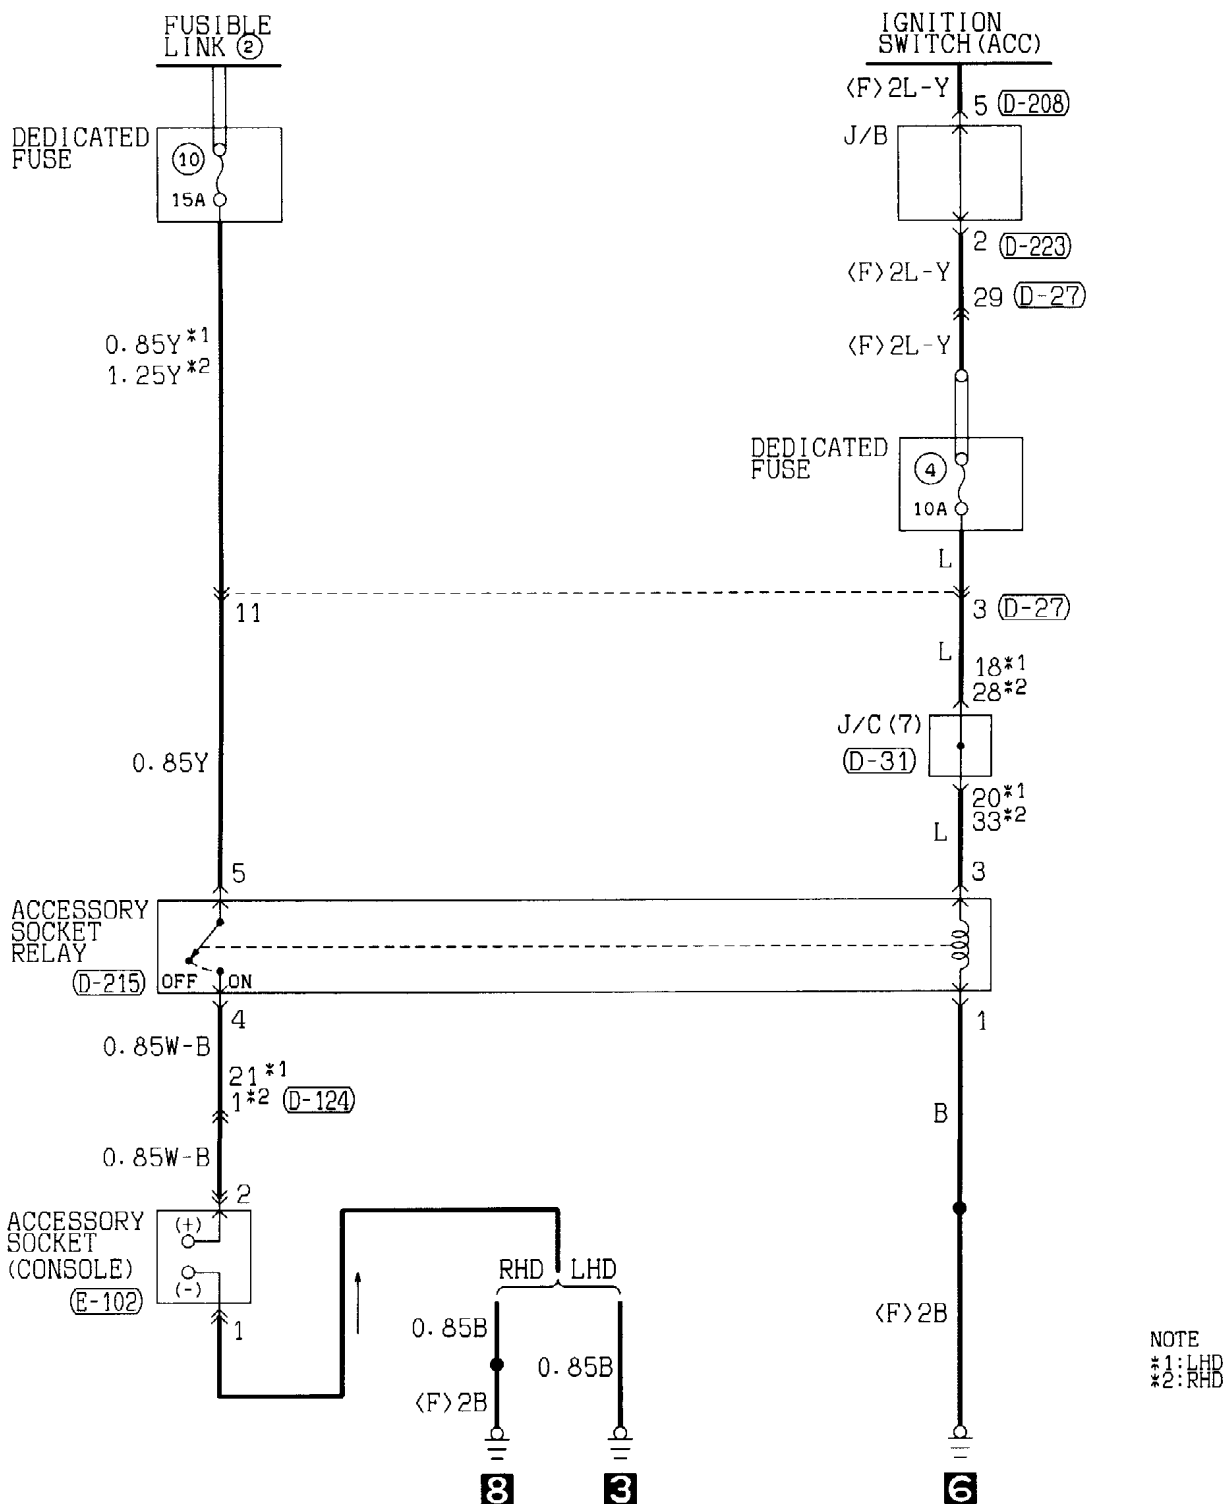 FUSIBLE
LINK ②
IGNITION
SWITCH (ACC)
⟨F⟩2L-Y
5 (D-208)
J/B
DEDICATED
FUSE
10
15A
2 (D-223)
⟨F⟩2L-Y
29 (D-27)
⟨F⟩2L-Y
0.85Y*1
1.25Y*2
DEDICATED
FUSE
4
10A
L
11
3 (D-27)
L
18*1
28*2
J/C (7)
(D-31)
0.85Y
20*1
33*2
L
5
3
ACCESSORY
SOCKET
RELAY
(D-215)
OFF ON
4
1
0.85W-B
21*1
1*2 (D-124)
B
0.85W-B
2
ACCESSORY
SOCKET
(CONSOLE)
(E-102)
(+)
(-)
1
RHD LHD
0.85B
0.85B
⟨F⟩2B
⟨F⟩2B
NOTE
*1:LHD
*2:RHD
8
3
6